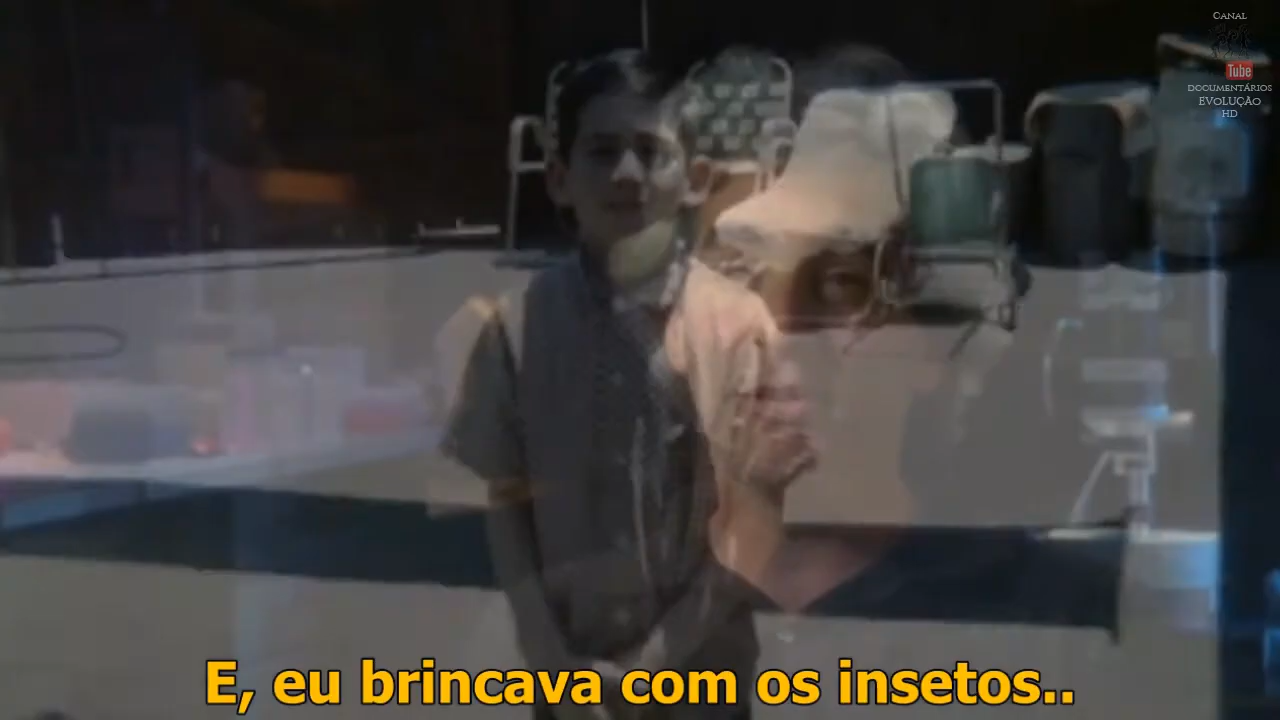 Canal
Tube
DOCUMENTÁRIOS
EVOLUÇÃO
HD
E, eu brincava com os insetos..